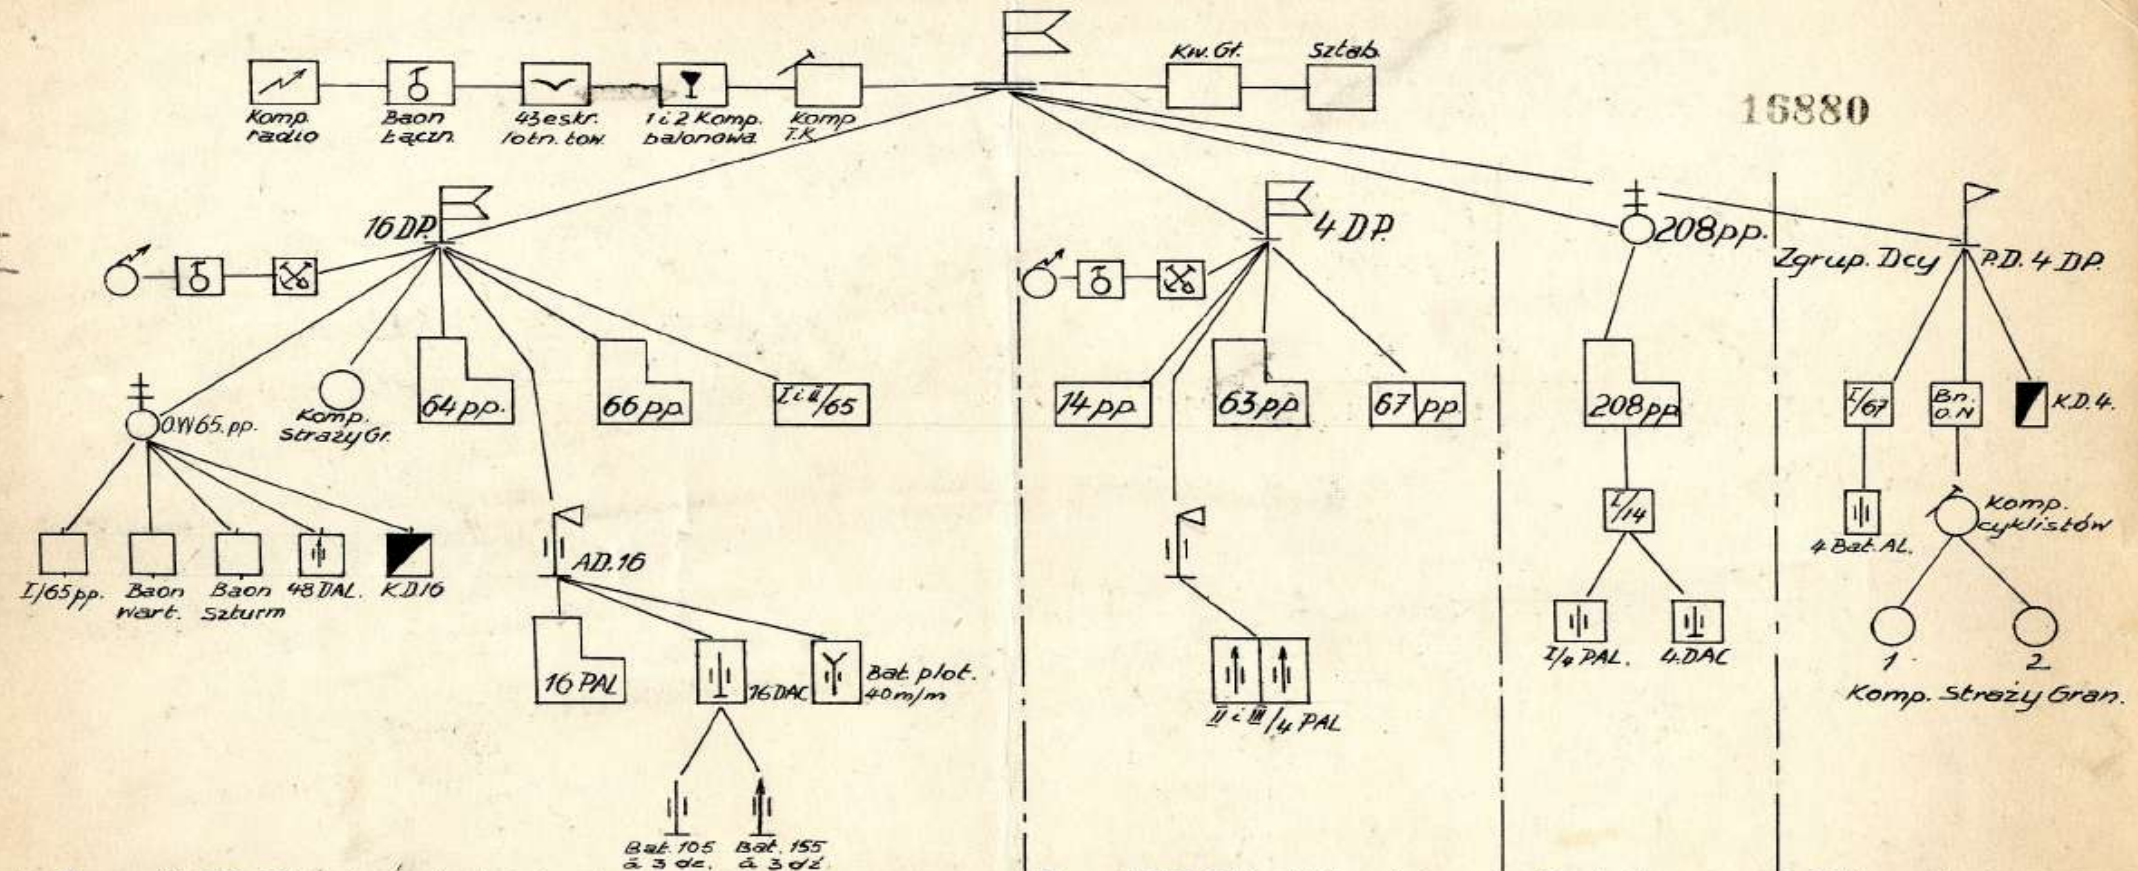 Kw. Gł.
Sztab.
Komp.
radio
Baon
Łączn.
43 eskr.
lotn. tow.
1 i 2 Komp.
balonowa
Komp
T.K.
16880
16 DP.
4 DP.
208 pp.
Zgrup. Dcy P.D. 4 DP.
OW 65. pp.
Komp.
Straży Gr.
64 pp.
66 pp
I i II/65
14 pp
63 pp
67 pp.
208 pp
I/67
Bn.
O.N
K.D. 4.
I/14
4 Bat. AL.
Komp.
cyklistów
I/65 pp.
Baon
Wart.
Baon
Szturm
48 DAL.
K.D 16
AD. 16
16 PAL
16 DAC
Bat. plot.
40 m/m
II i III/4 PAL
I/4 PAL.
4. DAC
1
2
Komp. Straży Gran.
Bat. 105
á 3 dz.
Bat. 155
á 3 dź